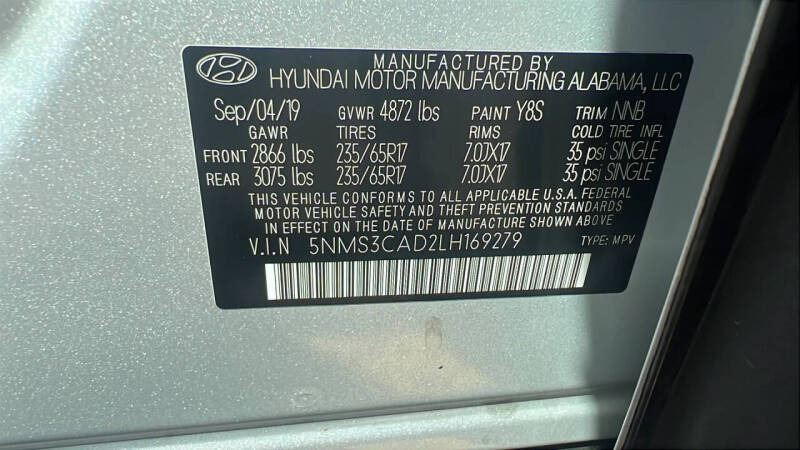 MANUFACTURED BY
HYUNDAI MOTOR MANUFACTURING ALABAMA, LLC
Sep/04/19 GVWR 4872 lbs PAINT Y8S TRIM NNB
GAWR TIRES RIMS COLD TIRE INFL
FRONT 2866 lbs 235/65R17 7.0JX17 35 psi SINGLE
REAR 3075 lbs 235/65R17 7.0JX17 35 psi SINGLE
THIS VEHICLE CONFORMS TO ALL APPLICABLE U.S.A. FEDERAL
MOTOR VEHICLE SAFETY AND THEFT PREVENTION STANDARDS
IN EFFECT ON THE DATE OF MANUFACTURE SHOWN ABOVE
V.I.N 5NMS3CAD2LH169279 TYPE: MPV